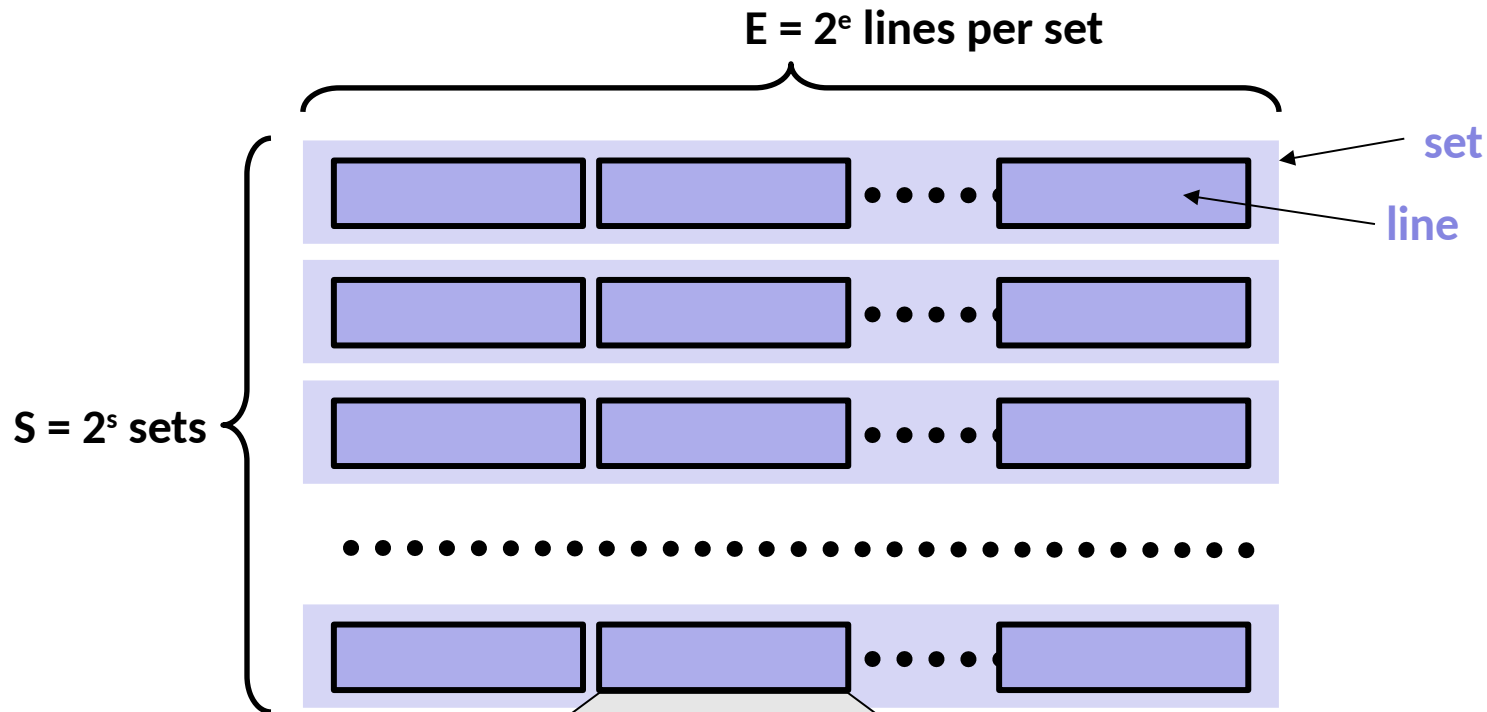 E = 2ᵉ lines per set
set
line
S = 2ˢ sets